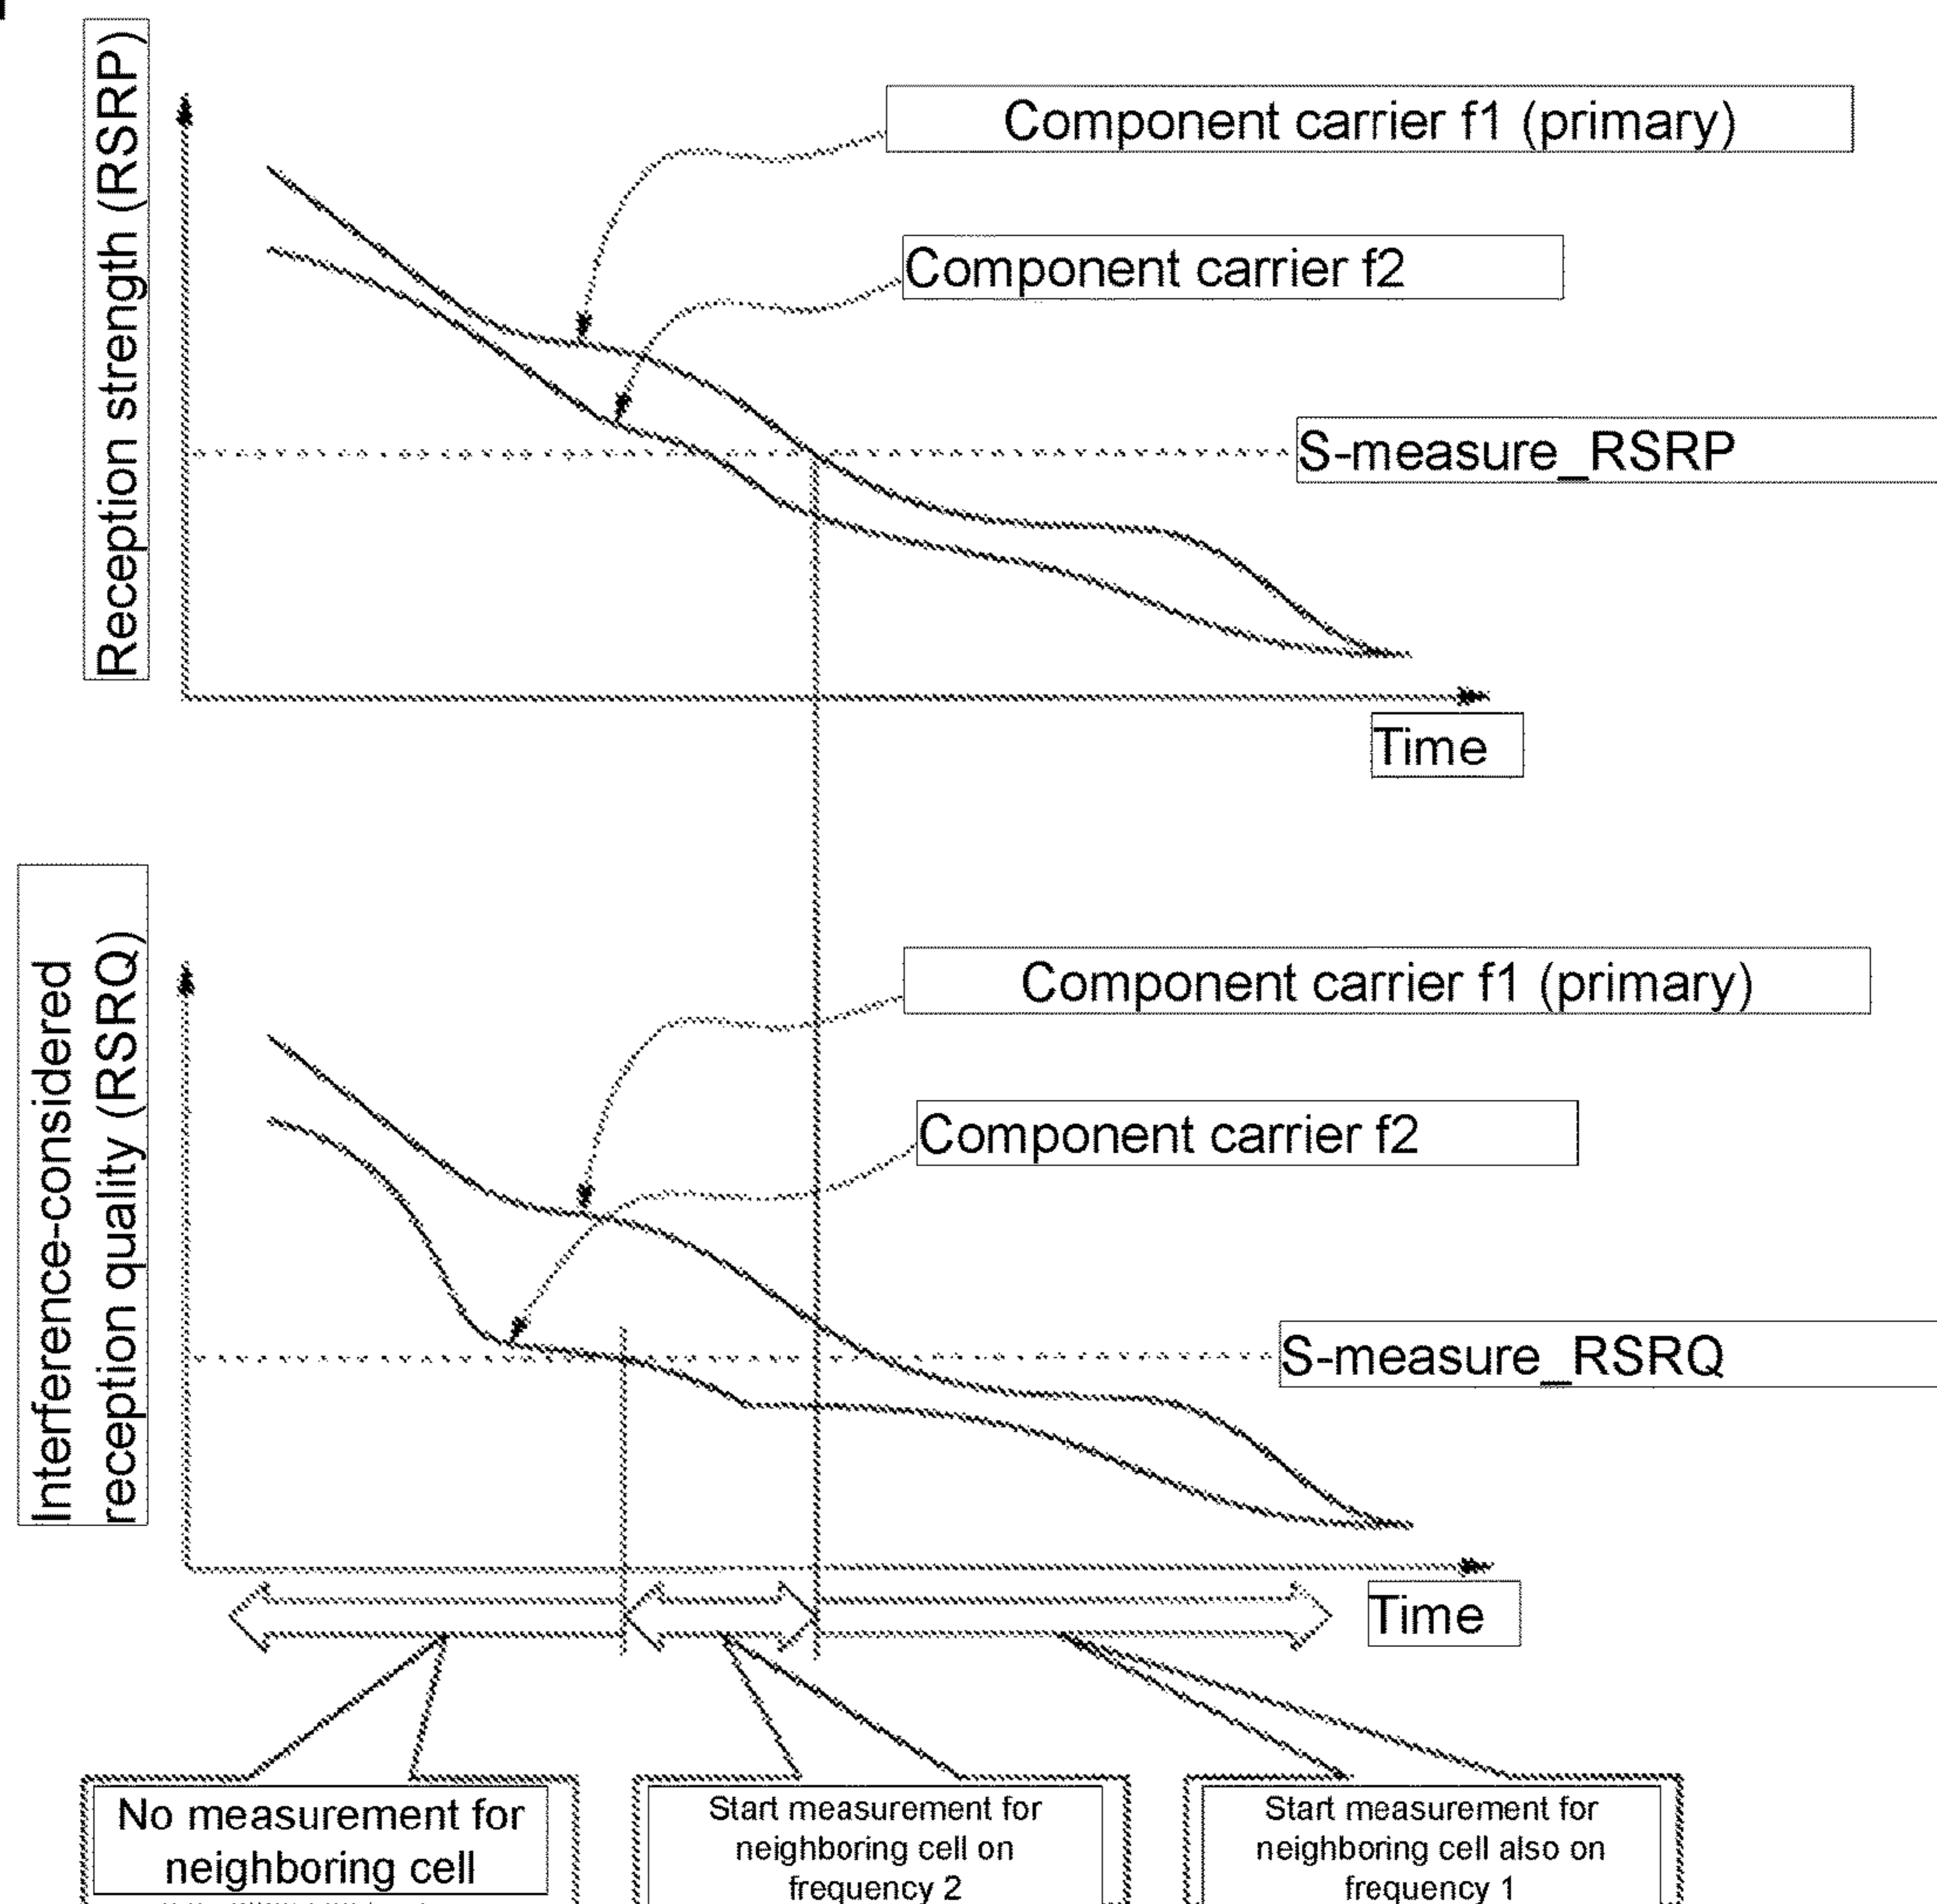 Reception strength (RSRP)
Component carrier f1 (primary)
Component carrier f2
S-measure_RSRP
Time
Interference-considered
reception quality (RSRQ)
Component carrier f1 (primary)
Component carrier f2
S-measure_RSRQ
Time
No measurement for
neighboring cell
Start measurement for
neighboring cell on
frequency 2
Start measurement for
neighboring cell also on
frequency 1